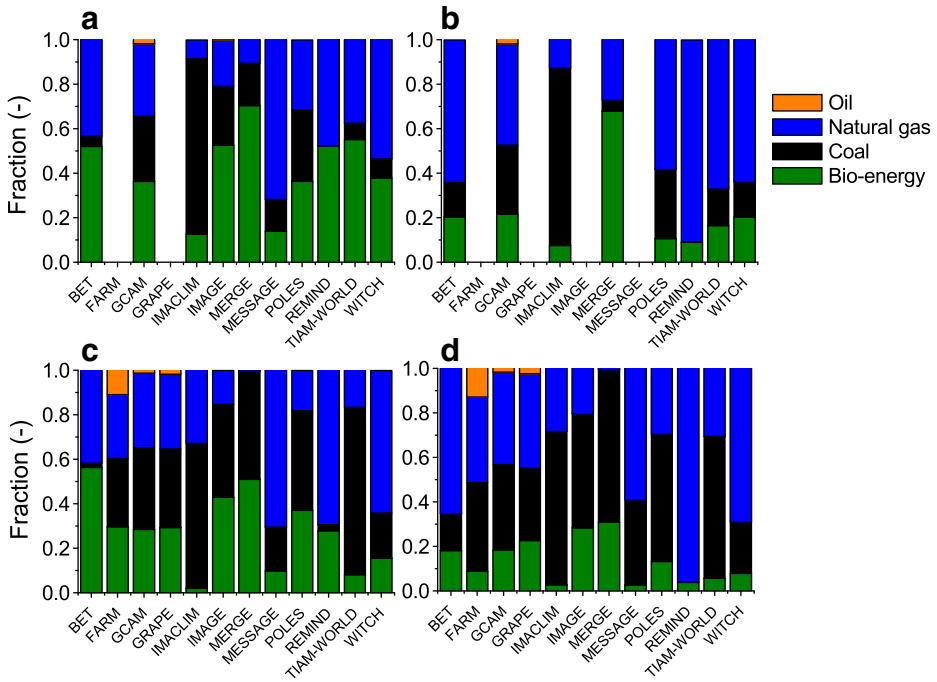 a
b
Fraction (-)
1.0
0.8
0.6
0.4
0.2
0.0
BET
FARM
GCAM
GRAPE
IMACLIM
IMAGE
MERGE
MESSAGE
POLES
REMIND
TIAM-WORLD
WITCH
1.0
0.8
0.6
0.4
0.2
0.0
BET
FARM
GCAM
GRAPE
IMACLIM
IMAGE
MERGE
MESSAGE
POLES
REMIND
TIAM-WORLD
WITCH
Oil
Natural gas
Coal
Bio-energy
c
d
Fraction (-)
1.0
0.8
0.6
0.4
0.2
0.0
BET
FARM
GCAM
GRAPE
IMACLIM
IMAGE
MERGE
MESSAGE
POLES
REMIND
TIAM-WORLD
WITCH
1.0
0.8
0.6
0.4
0.2
0.0
BET
FARM
GCAM
GRAPE
IMACLIM
IMAGE
MERGE
MESSAGE
POLES
REMIND
TIAM-WORLD
WITCH